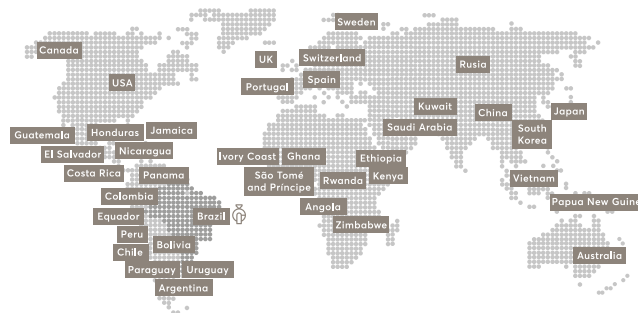 Sweden
Canada
UK
Switzerland
Rusia
USA
Portugal
Spain
Kuwait
China
Japan
Guatemala
Honduras
Jamaica
Saudi Arabia
South
Korea
El Salvador
Nicaragua
Ivory Coast
Ghana
Ethiopia
Costa Rica
Panama
São Tomé
and Príncipe
Rwanda
Kenya
Vietnam
Colombia
Angola
Papua New Guine
Equador
Brazil
Zimbabwe
Peru
Bolivia
Chile
Australia
Paraguay
Uruguay
Argentina